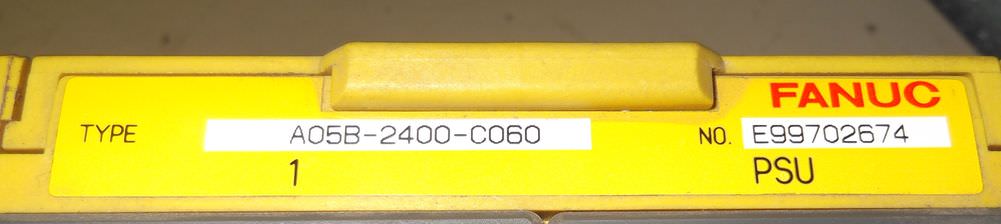 FANUC
TYPE A05B-2400-C060 NO. E99702674
1 PSU